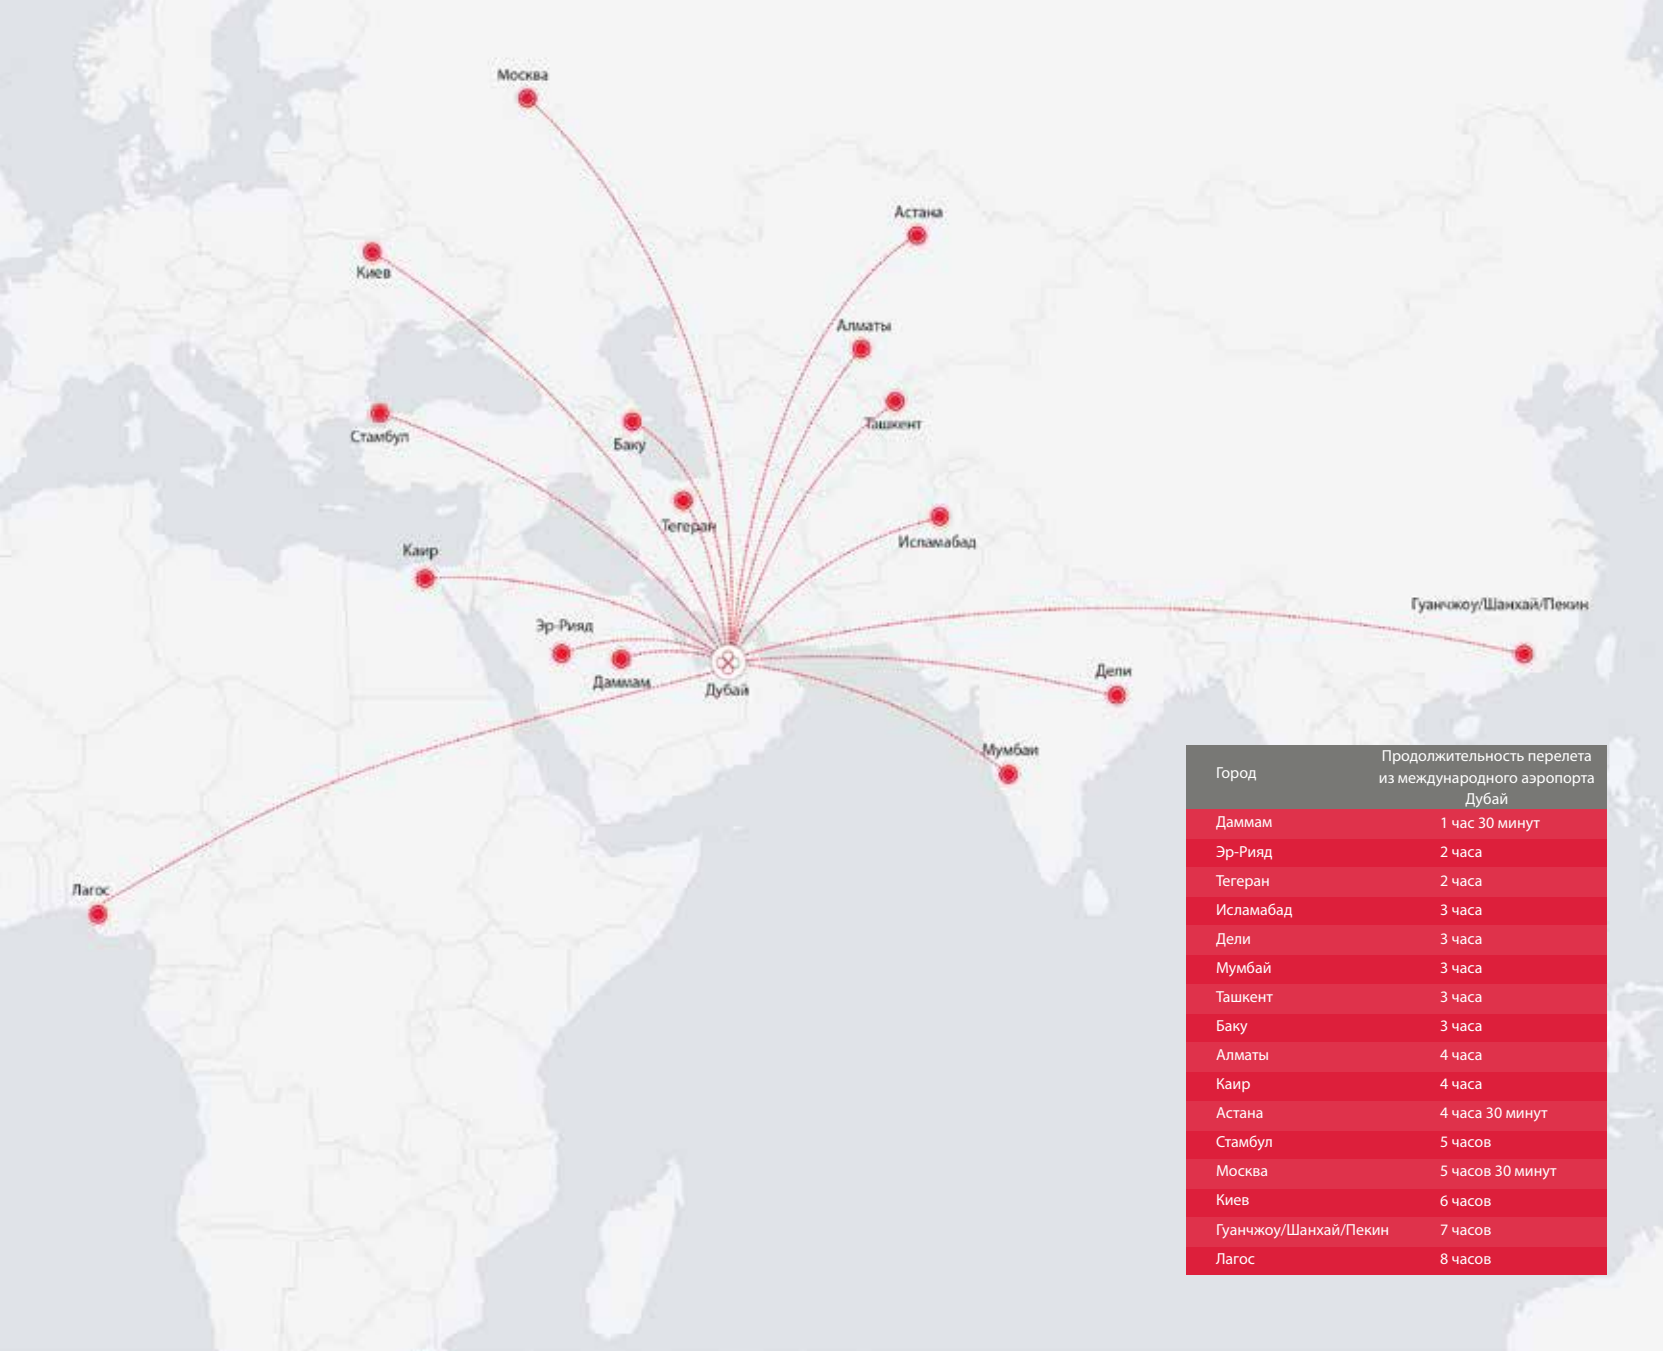 Москва
Астана
Киев
Алматы
Ташкент
Стамбул
Баку
Тегеран
Исламабад
Каир
Гуанчжоу/Шанхай/Пекин
Эр-Рияд
Дели
Даммам
Дубай
Мумбаи
Лагос
Город
Продолжительность перелета
из международного аэропорта
Дубай
Даммам 1 час 30 минут
Эр-Рияд 2 часа
Тегеран 2 часа
Исламабад 3 часа
Дели 3 часа
Мумбай 3 часа
Ташкент 3 часа
Баку 3 часа
Алматы 4 часа
Каир 4 часа
Астана 4 часа 30 минут
Стамбул 5 часов
Москва 5 часов 30 минут
Киев 6 часов
Гуанчжоу/Шанхай/Пекин 7 часов
Лагос 8 часов